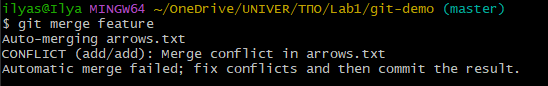 ilyas@Ilya MINGW64 ~/OneDrive/UNIVER/ТПО/Lab1/git-demo (master)
$ git merge feature
Auto-merging arrows.txt
CONFLICT (add/add): Merge conflict in arrows.txt
Automatic merge failed; fix conflicts and then commit the result.